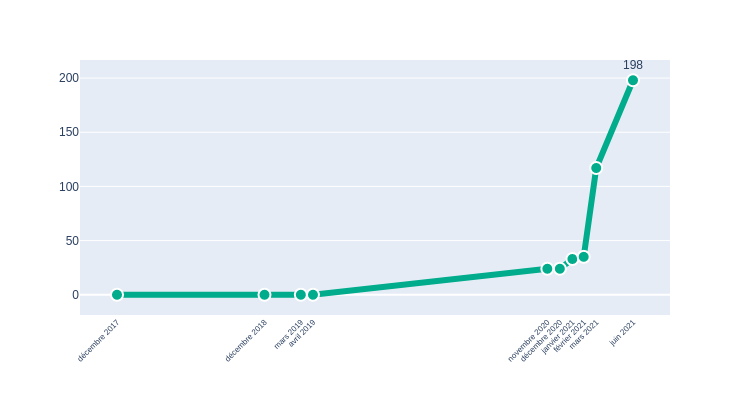 198
200
150
100
50
0
décembre 2017
décembre 2018
mars 2019
avril 2019
novembre 2020
décembre 2020
janvier 2021
février 2021
mars 2021
juin 2021